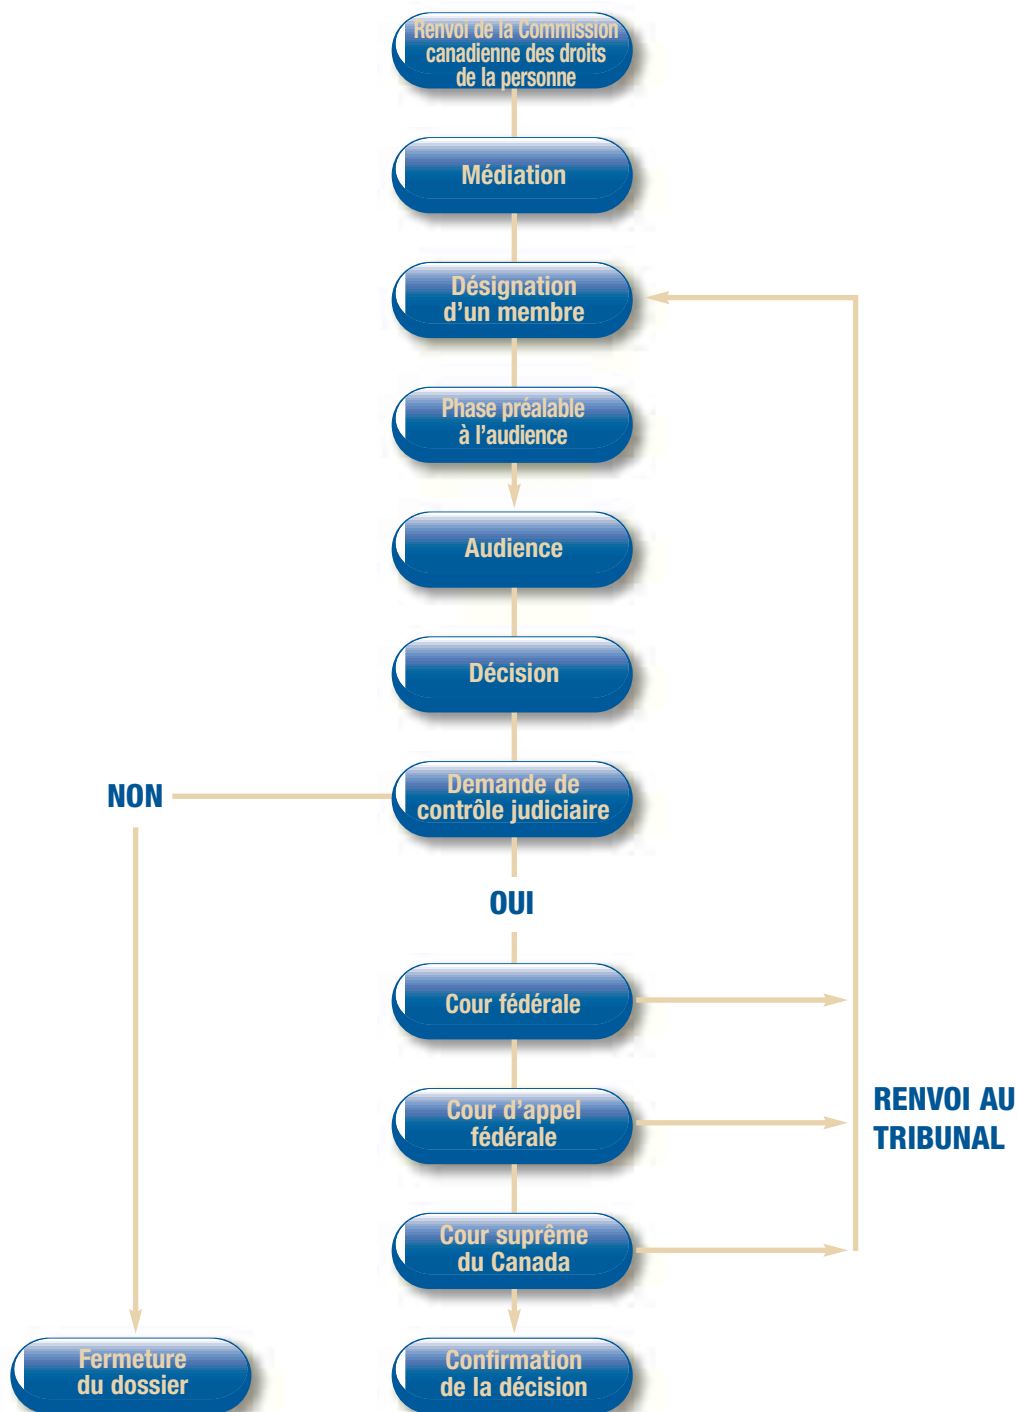 Renvoi de la Commission
canadienne des droits
de la personne
Médiation
Désignation
d’un membre
Phase préalable
à l’audience
Audience
Décision
Demande de
contrôle judiciaire
NON
OUI
Cour fédérale
Cour d’appel
fédérale
RENVOI AU
TRIBUNAL
Cour suprême
du Canada
Fermeture
du dossier
Confirmation
de la décision